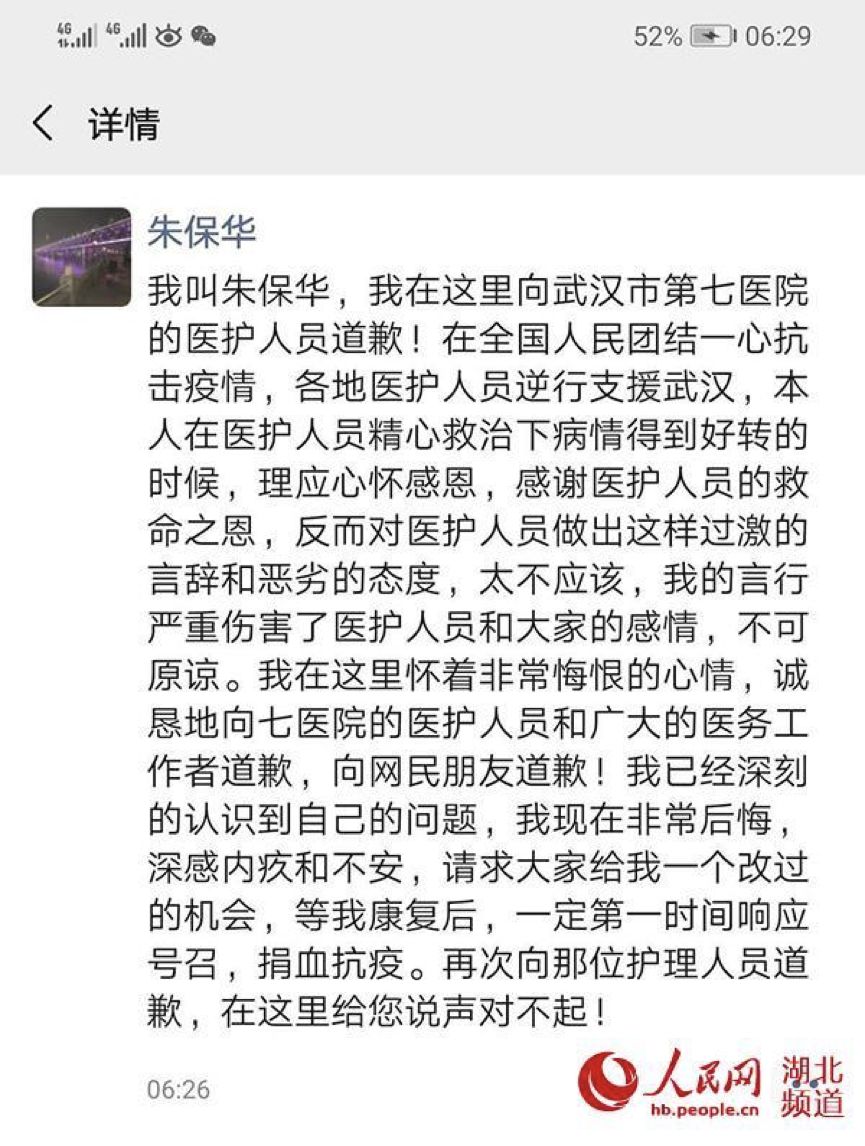 4G 4G 52% 06:29
详情
朱保华
我叫朱保华，我在这里向武汉市第七医院
的医护人员道歉！在全国人民团结一心抗
击疫情，各地医护人员逆行支援武汉，本
人在医护人员精心救治下病情得到好转的
时候，理应心怀感恩，感谢医护人员的救
命之恩，反而对医护人员做出这样过激的
言辞和恶劣的态度，太不应该，我的言行
严重伤害了医护人员和大家的感情，不可
原谅。我在这里怀着非常悔恨的心情，诚
恳地向七医院的医护人员和广大的医务工
作者道歉，向网民朋友道歉！我已经深刻
的认识到自己的问题，我现在非常后悔，
深感内疚和不安，请求大家给我一个改过
的机会，等我康复后，一定第一时间响应
号召，捐血抗疫。再次向那位护理人员道
歉，在这里给您说声对不起！
06:26
人民网
hb.people.cn
湖北
频道